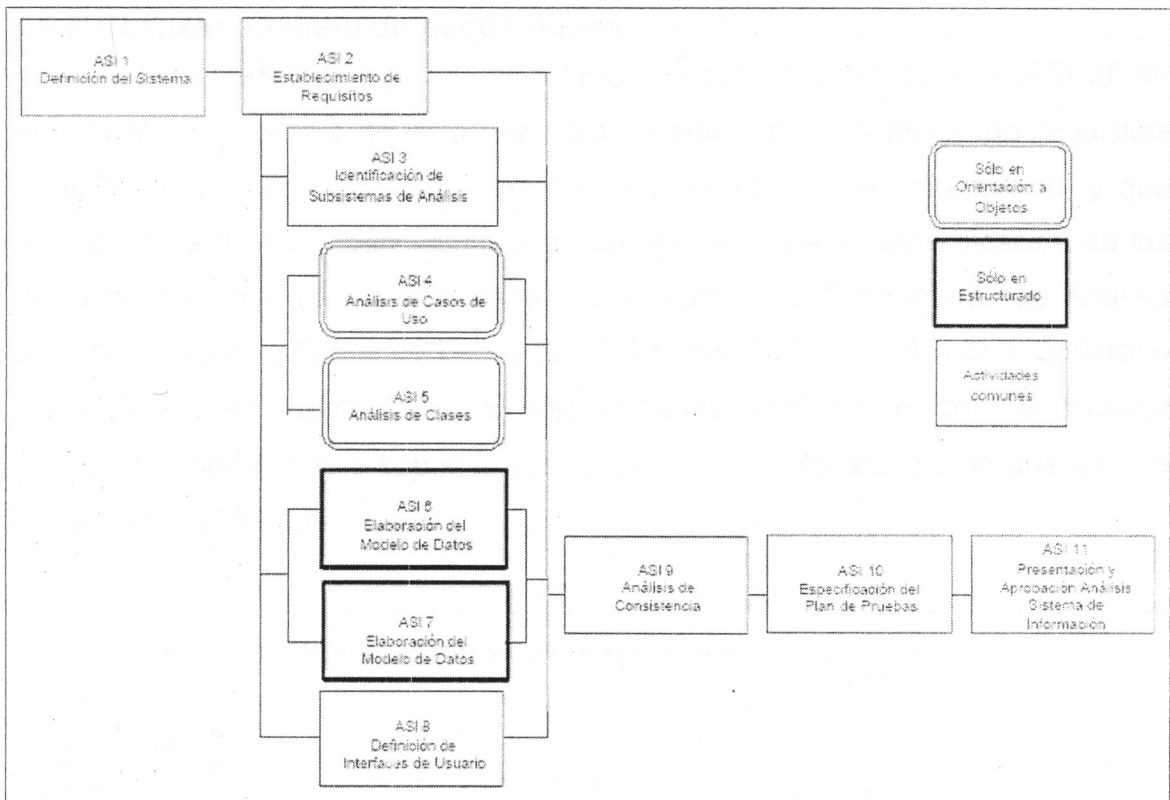 ASI 1
Definición del Sistema
ASI 2
Establecimiento de
Requisitos
ASI 3
Identificación de
Subsistemas de Análisis
ASI 4
Análisis de Casos de
Uso
ASI 5
Análisis de Clases
ASI 6
Elaboración del
Modelo de Datos
ASI 7
Elaboración del
Modelo de Datos
ASI 8
Definición de
Interfaces de Usuario
ASI 9
Análisis de
Consistencia
ASI 10
Especificación del
Plan de Pruebas
ASI 11
Presentación y
Aprobación Análisis
Sistema de
Información
Sólo en
Orientación a
Objetos
Sólo en
Estructurado
Actividades
comunes